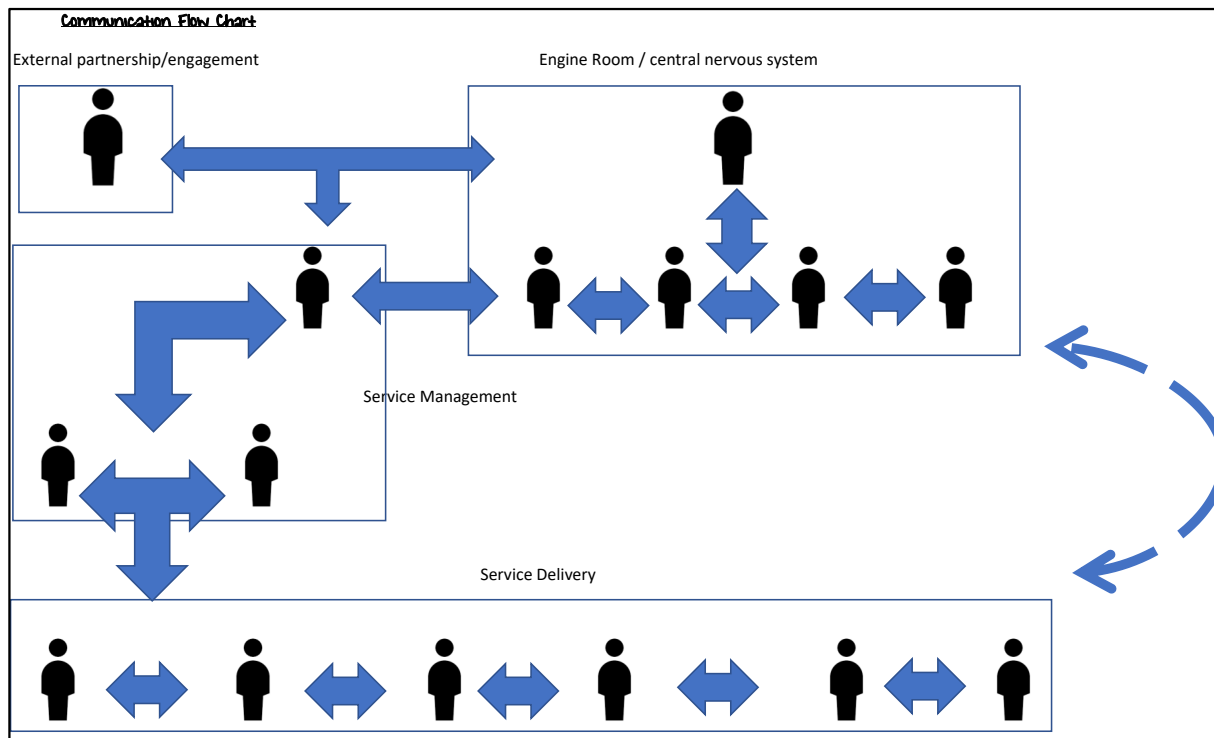 Communication Flow Chart
External partnership/engagement
Engine Room / central nervous system
Service Management
Service Delivery